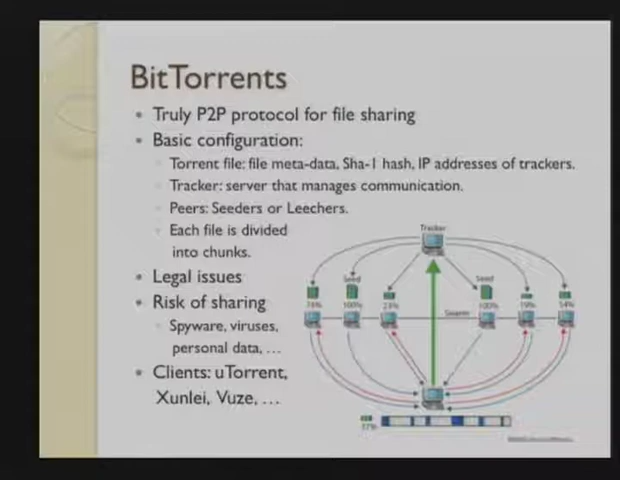 BitTorrents
Truly P2P protocol for file sharing
Basic configuration:
Torrent file: file meta-data, Sha-1 hash, IP addresses of trackers.
Tracker: server that manages communication.
Peers: Seeders or Leechers.
Each file is divided
into chunks.
Legal issues
Risk of sharing
Spyware, viruses,
personal data, …
Clients: uTorrent,
Xunlei, Vuze, …
Tracker
Seed
Seed
100%
23%
100%
19%
54%
Swarm